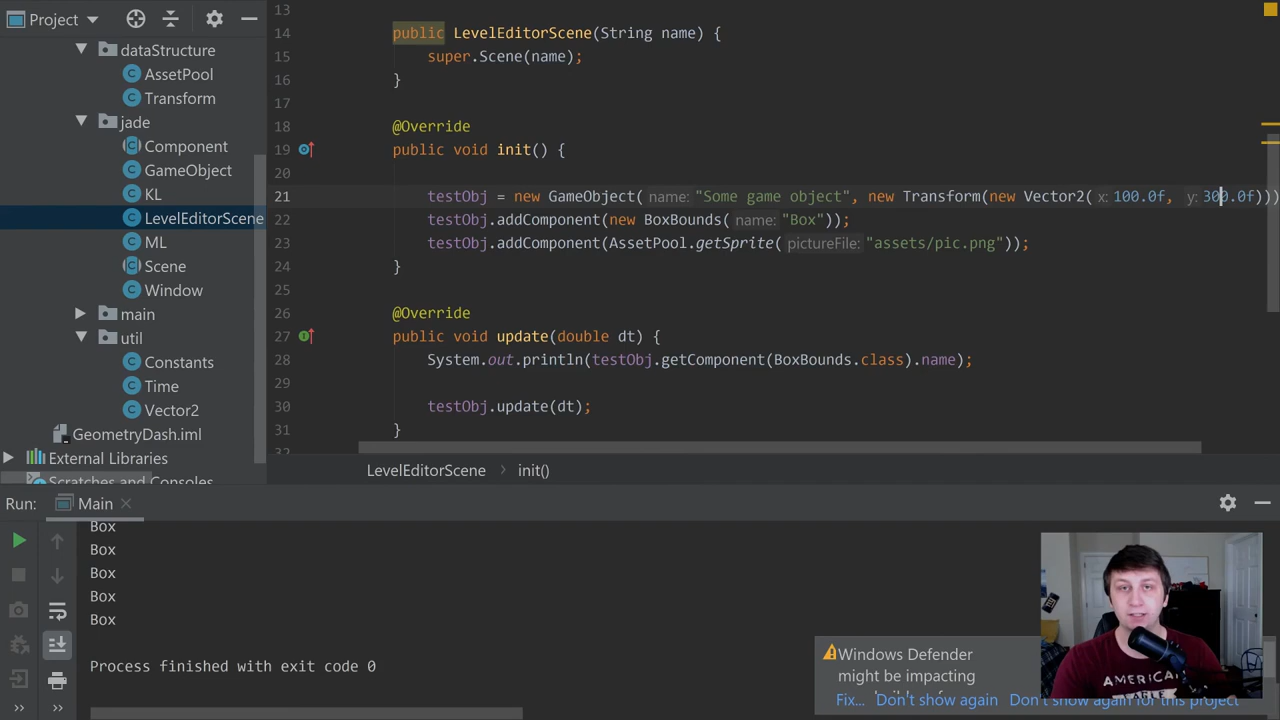 Project
dataStructure
AssetPool
Transform
jade
Component
GameObject
KL
LevelEditorScene
ML
Scene
Window
main
util
Constants
Time
Vector2
GeometryDash.iml
External Libraries
Scratches and Consoles
13
14 public LevelEditorScene(String name) {
15 super.Scene(name);
16 }
17
18 @Override
19 public void init() {
20
21 testObj = new GameObject( name: "Some game object", new Transform(new Vector2( x: 100.0f, y: 300.0f)))
22 testObj.addComponent(new BoxBounds( name: "Box"));
23 testObj.addComponent(AssetPool.getSprite( pictureFile: "assets/pic.png"));
24 }
25
26 @Override
27 public void update(double dt) {
28 System.out.println(testObj.getComponent(BoxBounds.class).name);
29
30 testObj.update(dt);
31 }
32
LevelEditorScene > init()
Run: Main
Box
Box
Box
Box
Box
Process finished with exit code 0
Windows Defender
might be impacting
Fix... Don't show again Don't show again for this project
AMERICAN
EAGLE